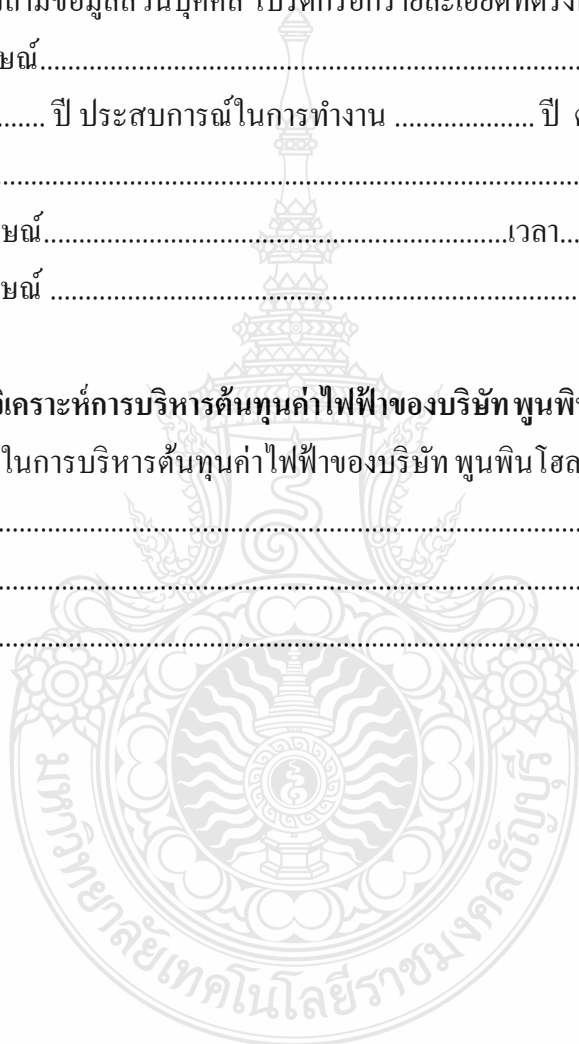 ถามข้อมูลส่วนบุคคล โปรดกรอกรายละเอียดที่ตรง
ษณ์................................................................................
....... ปี ประสบการณ์ในการทำงาน .................... ปี
....................................................................................
ษณ์..................................................................เวลา...
ษณ์ ...........................................................................
วิเคราะห์การบริหารต้นทุนค่าไฟฟ้าของบริษัท พูนพิน
ในการบริหารต้นทุนค่าไฟฟ้าของบริษัท พูนพิน โฮล
....................................................................................
....................................................................................
....................................................................................
มหาวิทยาลัยเทคโนโลยีราชมงคลธัญบุรี